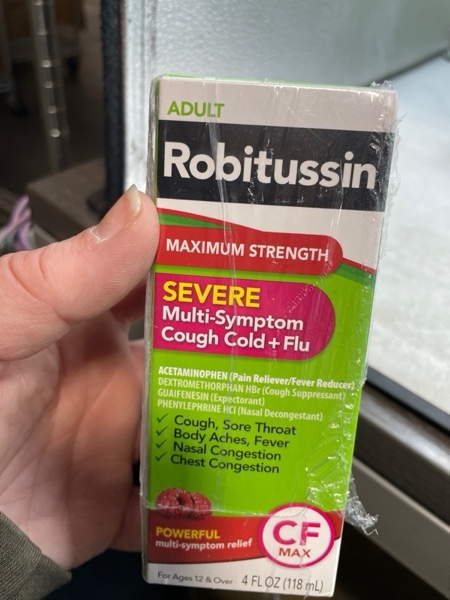 ADULT
Robitussin
MAXIMUM STRENGTH
SEVERE
Multi-Symptom
Cough Cold + Flu
ACETAMINOPHEN (Pain Reliever/Fever Reducer)
DEXTROMETHORPHAN HBr (Cough Suppressant)
GUAIFENESIN (Expectorant)
PHENYLEPHRINE HCl (Nasal Decongestant)
✓ Cough, Sore Throat
✓ Body Aches, Fever
✓ Nasal Congestion
✓ Chest Congestion
POWERFUL
multi-symptom relief
CF
MAX
For Ages 12 & Over 4 FL OZ (118 mL)